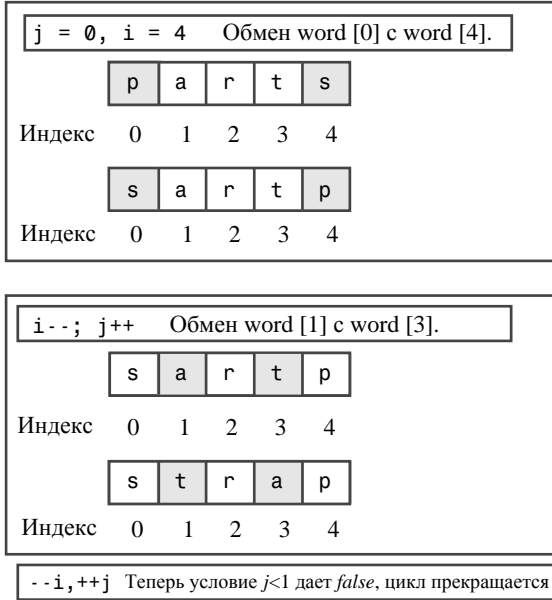 j = 0, i = 4 Обмен word [0] с word [4].
p a r t s
Индекс 0 1 2 3 4
s a r t p
Индекс 0 1 2 3 4
i--; j++ Обмен word [1] с word [3].
s a r t p
Индекс 0 1 2 3 4
s t r a p
Индекс 0 1 2 3 4
--i,++j Теперь условие j<1 дает false, цикл прекращается